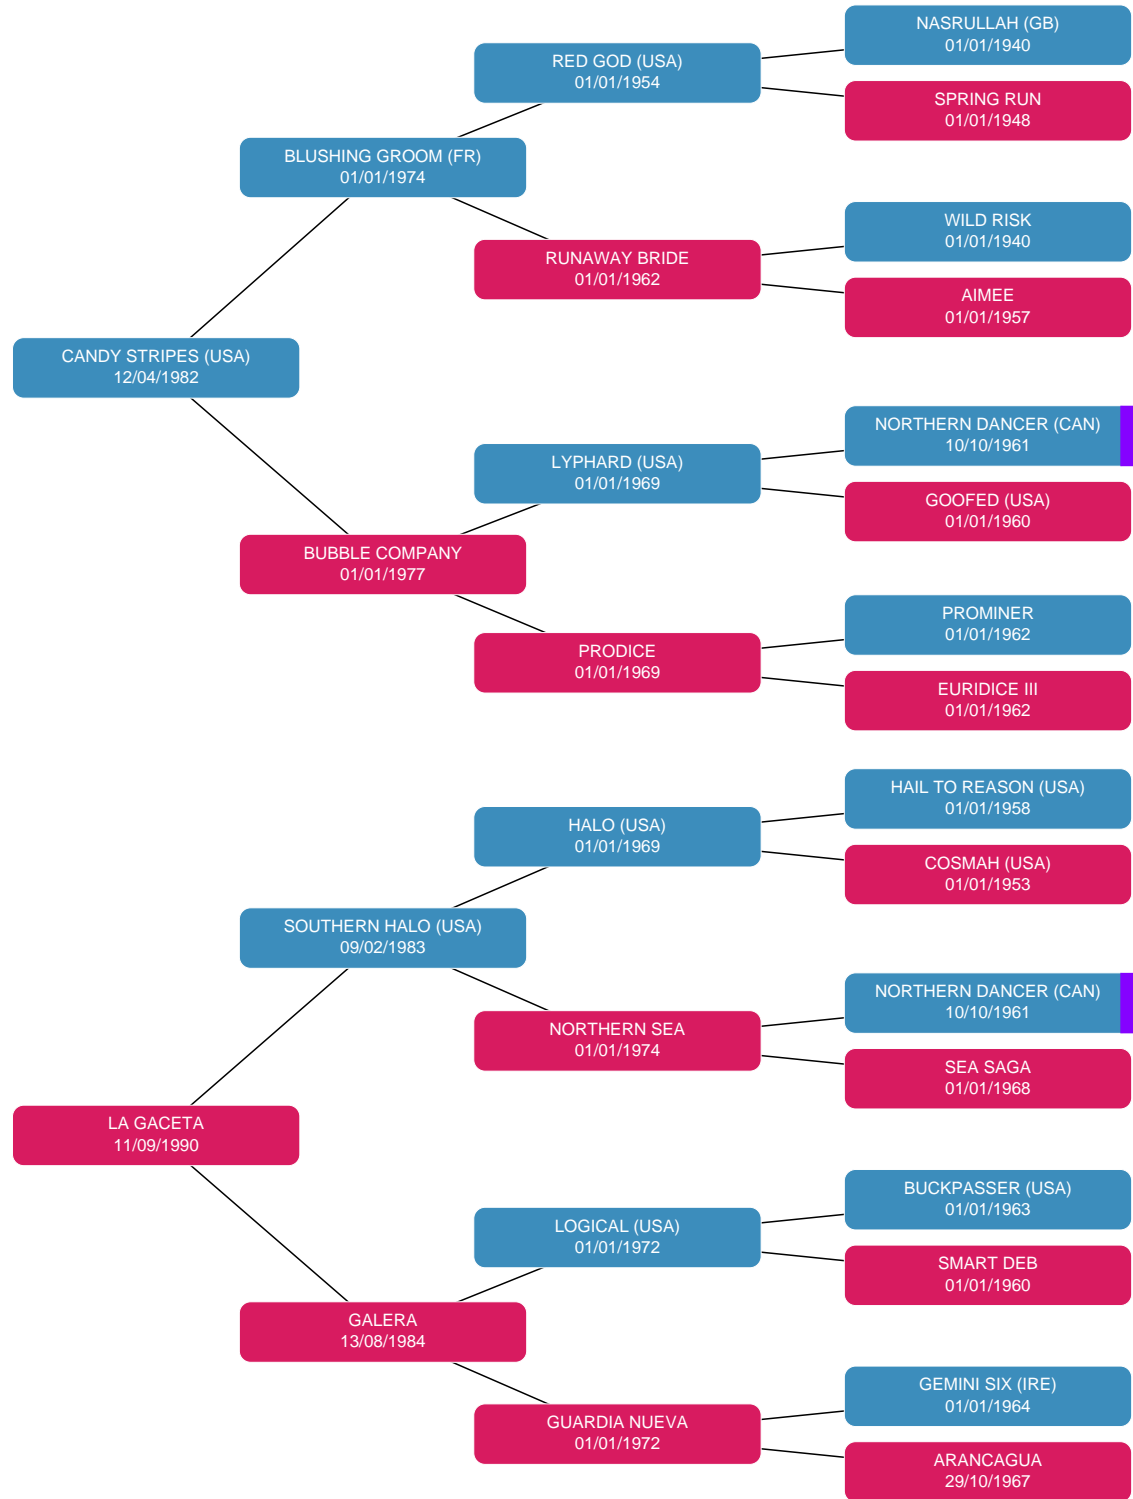 NASRULLAH (GB)
01/01/1940
RED GOD (USA)
01/01/1954
SPRING RUN
01/01/1948
BLUSHING GROOM (FR)
01/01/1974
WILD RISK
01/01/1940
RUNAWAY BRIDE
01/01/1962
AIMEE
01/01/1957
CANDY STRIPES (USA)
12/04/1982
NORTHERN DANCER (CAN)
10/10/1961
LYPHARD (USA)
01/01/1969
GOOFED (USA)
01/01/1960
BUBBLE COMPANY
01/01/1977
PROMINER
01/01/1962
PRODICE
01/01/1969
EURIDICE III
01/01/1962
HAIL TO REASON (USA)
01/01/1958
HALO (USA)
01/01/1969
COSMAH (USA)
01/01/1953
SOUTHERN HALO (USA)
09/02/1983
NORTHERN DANCER (CAN)
10/10/1961
NORTHERN SEA
01/01/1974
SEA SAGA
01/01/1968
LA GACETA
11/09/1990
BUCKPASSER (USA)
01/01/1963
LOGICAL (USA)
01/01/1972
SMART DEB
01/01/1960
GALERA
13/08/1984
GEMINI SIX (IRE)
01/01/1964
GUARDIA NUEVA
01/01/1972
ARANCAGUA
29/10/1967